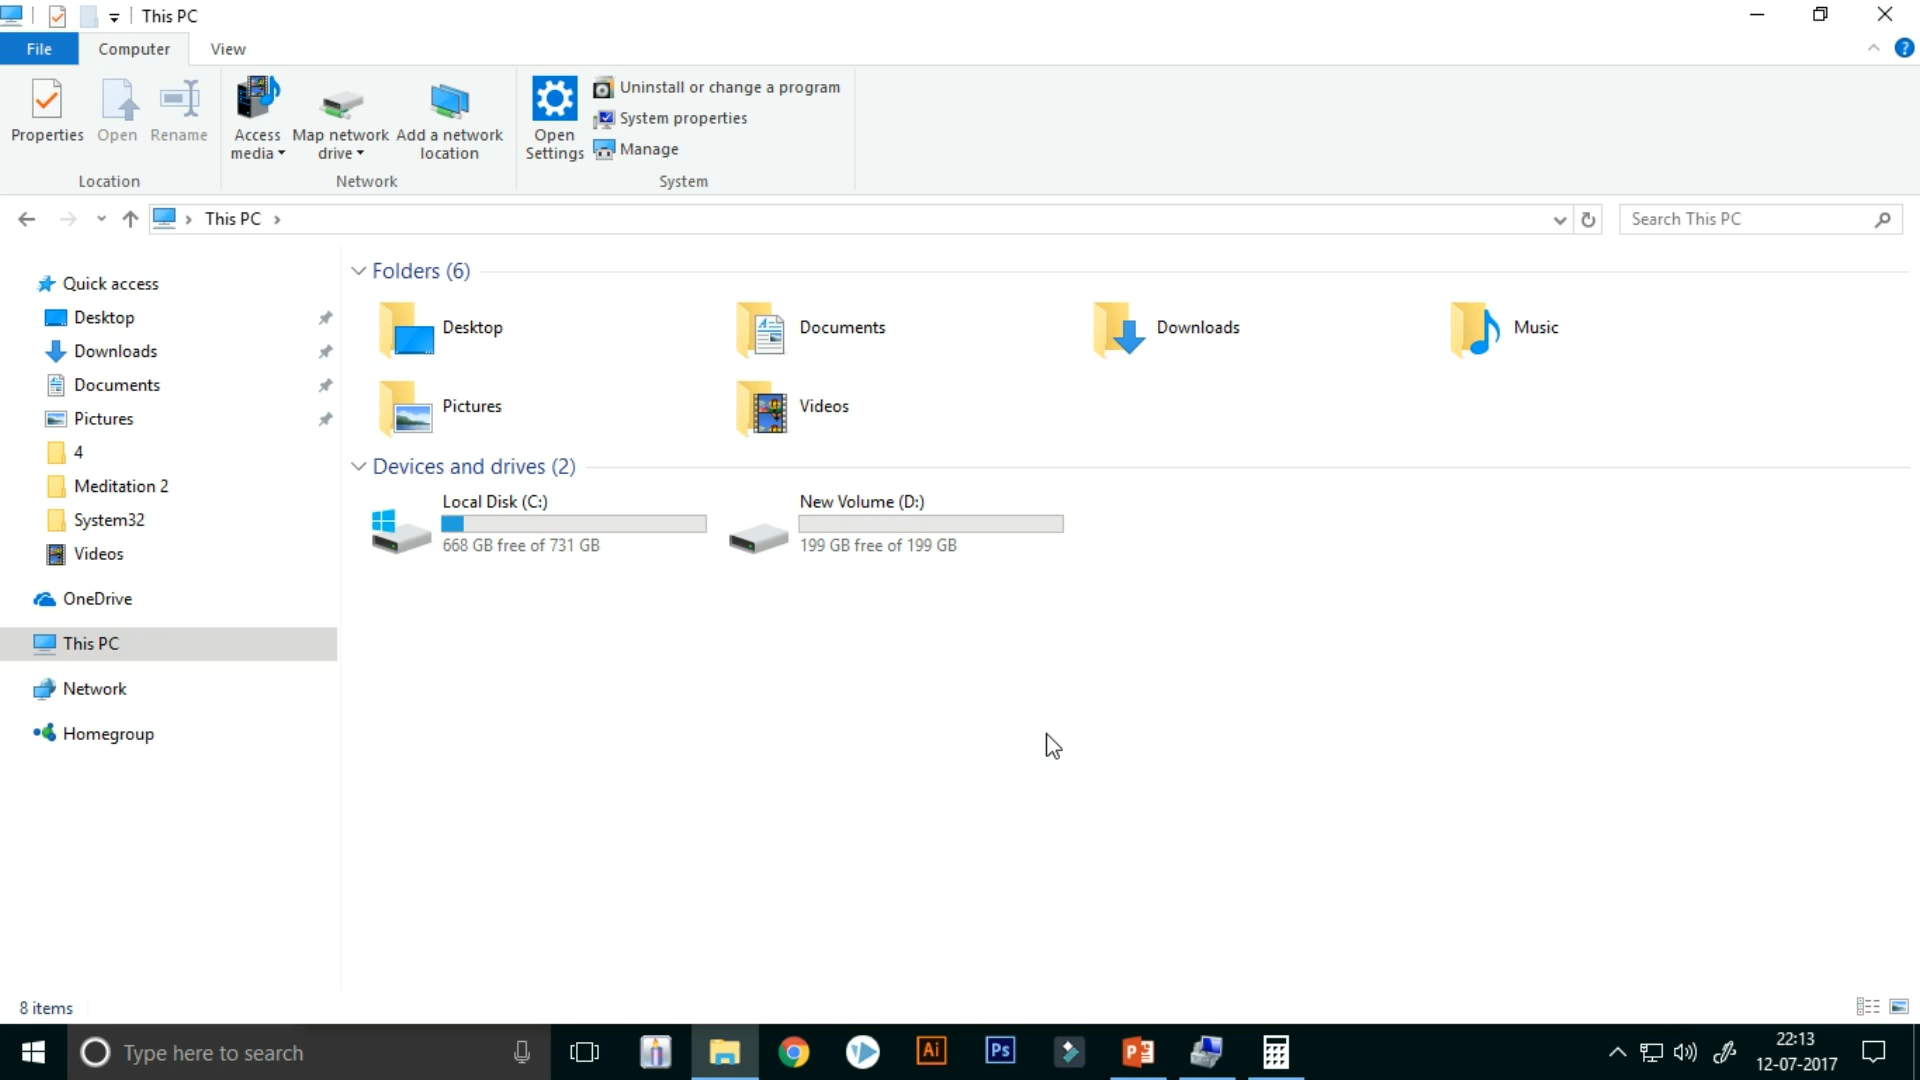 This PC
File
Computer
View
Properties
Open
Rename
Access
media
Map network
drive
Add a network
location
Open
Settings
Uninstall or change a program
System properties
Manage
Location
Network
System
This PC
Search This PC
Quick access
Desktop
Downloads
Documents
Pictures
4
Meditation 2
System32
Videos
OneDrive
This PC
Network
Homegroup
Folders (6)
Desktop
Documents
Downloads
Music
Pictures
Videos
Devices and drives (2)
Local Disk (C:)
668 GB free of 731 GB
New Volume (D:)
199 GB free of 199 GB
8 items
Type here to search
Ai
Ps
22:13
12-07-2017